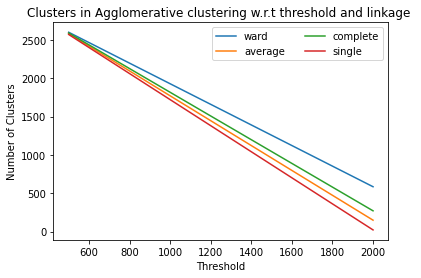 Clusters in Agglomerative clustering w.r.t threshold and linkage
ward
average
complete
single
Number of Clusters
2500
2000
1500
1000
500
0
600 800 1000 1200 1400 1600 1800 2000
Threshold